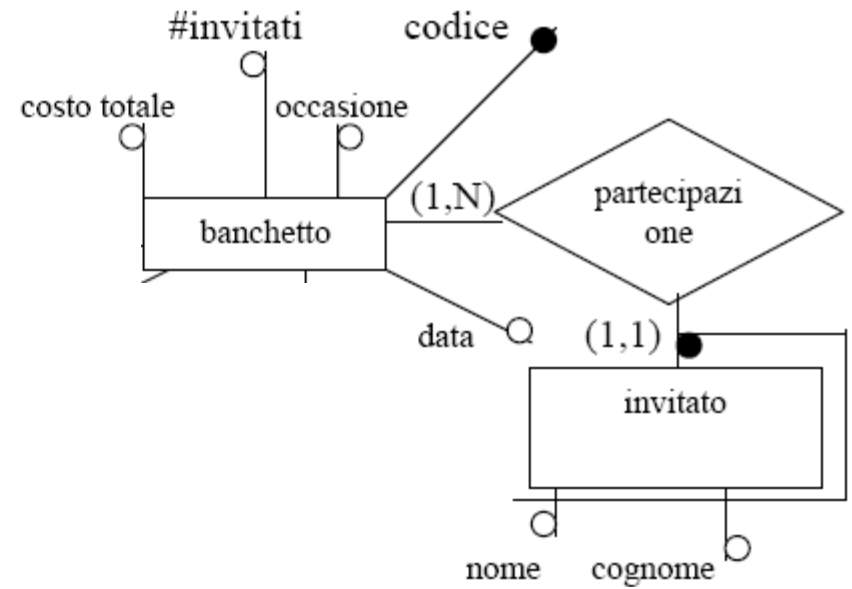 #invitati
codice
costo totale
occasione
(1,N)
partecipazi
one
banchetto
data
(1,1)
invitato
nome
cognome